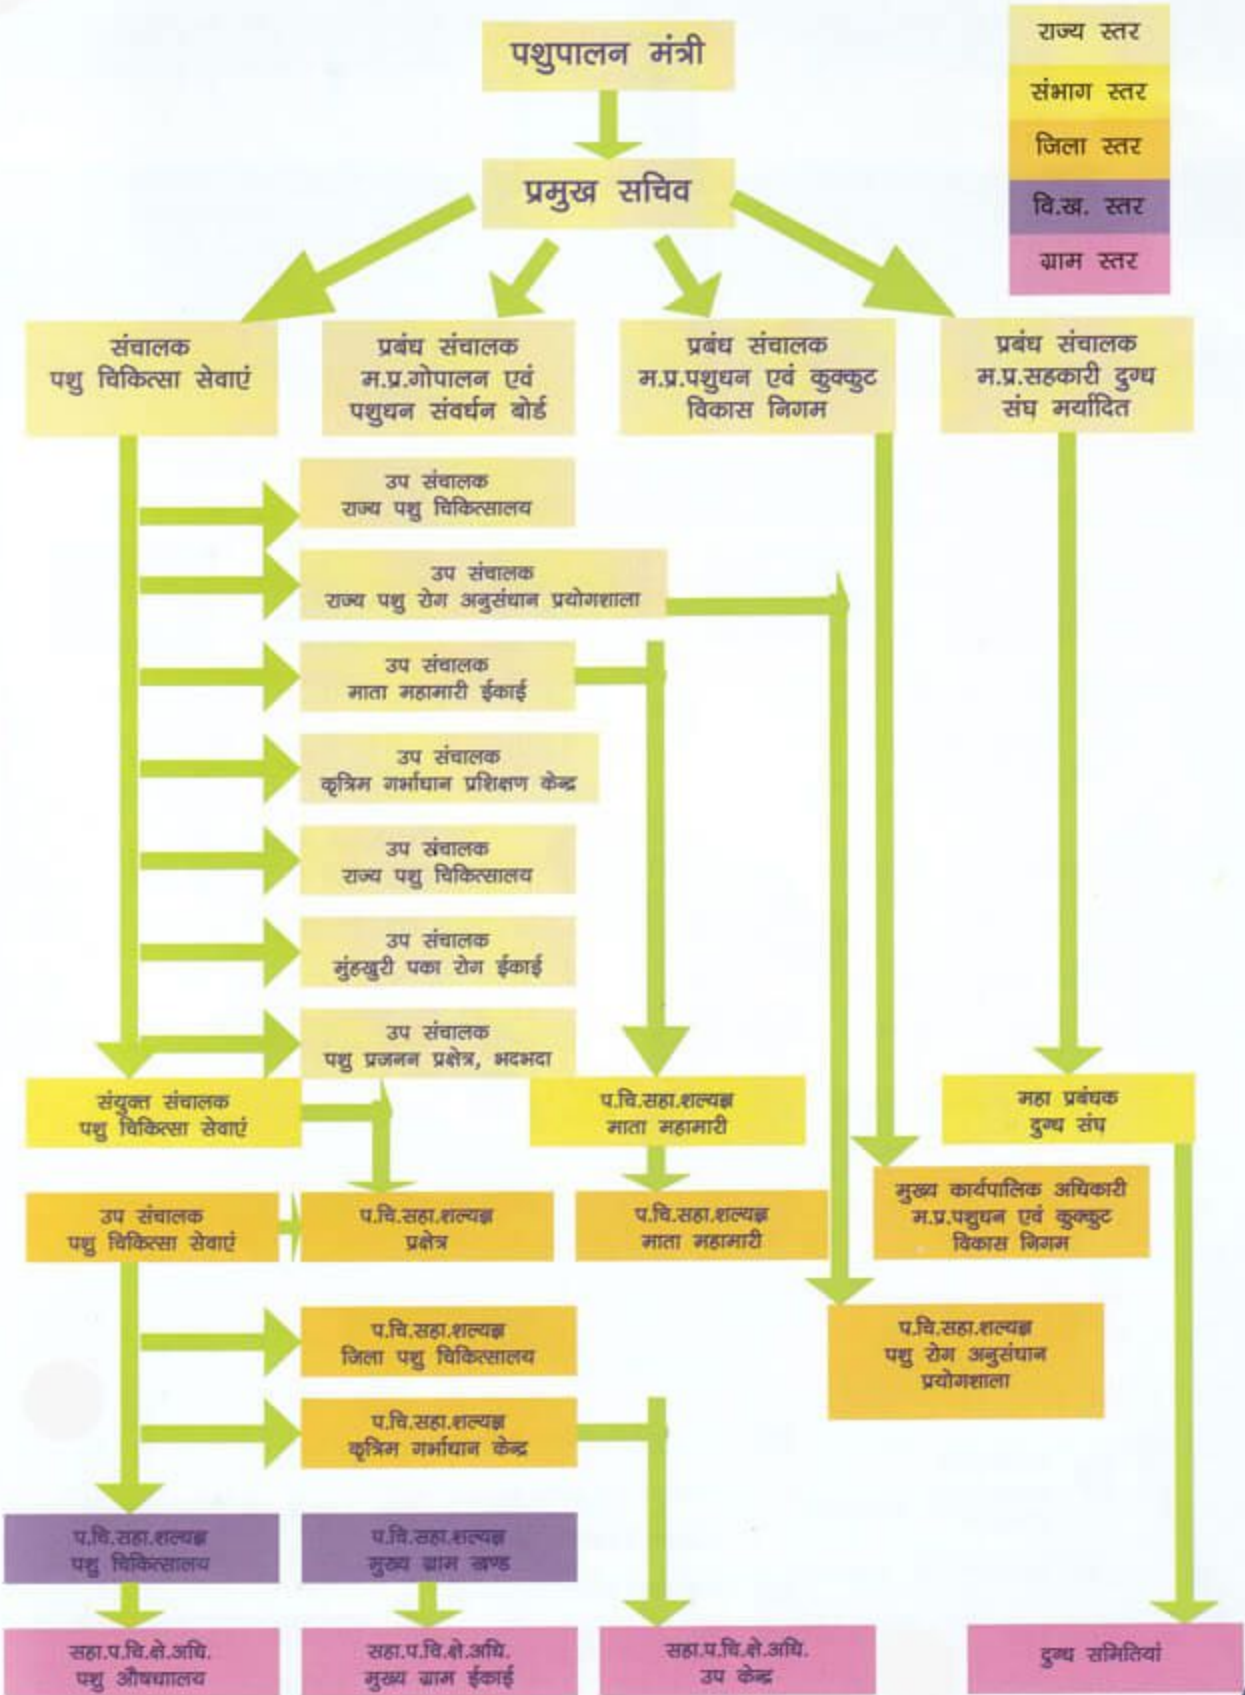 पशुपालन मंत्री
राज्य स्तर
संभाग स्तर
जिला स्तर
वि.ख. स्तर
ग्राम स्तर
प्रमुख सचिव
संचालक
पशु चिकित्सा सेवाएं
प्रबंध संचालक
म.प्र.गोपालन एवं
पशुधन संवर्धन बोर्ड
प्रबंध संचालक
म.प्र.पशुधन एवं कुक्कुट
विकास निगम
प्रबंध संचालक
म.प्र.सहकारी दुग्ध
संघ मर्यादित
उप संचालक
राज्य पशु चिकित्सालय
उप संचालक
राज्य पशु रोग अनुसंधान प्रयोगशाला
उप संचालक
माता महामारी ईकाई
उप संचालक
कृत्रिम गर्भाधान प्रशिक्षण केन्द्र
उप संचालक
राज्य पशु चिकित्सालय
उप संचालक
मुंहखुरी पका रोग ईकाई
उप संचालक
पशु प्रजनन प्रक्षेत्र, भदभदा
संयुक्त संचालक
पशु चिकित्सा सेवाएं
प.चि.सहा.शल्यज्ञ
माता महामारी
महा प्रबंधक
दुग्ध संघ
उप संचालक
पशु चिकित्सा सेवाएं
प.चि.सहा.शल्यज्ञ
प्रक्षेत्र
प.चि.सहा.शल्यज्ञ
माता महामारी
मुख्य कार्यपालिक अधिकारी
म.प्र.पशुधन एवं कुक्कुट
विकास निगम
प.चि.सहा.शल्यज्ञ
जिला पशु चिकित्सालय
प.चि.सहा.शल्यज्ञ
पशु रोग अनुसंधान
प्रयोगशाला
प.चि.सहा.शल्यज्ञ
कृत्रिम गर्भाधान केन्द्र
प.चि.सहा.शल्यज्ञ
पशु चिकित्सालय
प.चि.सहा.शल्यज्ञ
मुख्य ग्राम खण्ड
सहा.प.चि.क्षे.अधि.
पशु औषधाालय
सहा.प.चि.क्षे.अधि.
मुख्य ग्राम ईकाई
सहा.प.चि.क्षे.अधि.
उप केन्द्र
दुग्ध समितियां